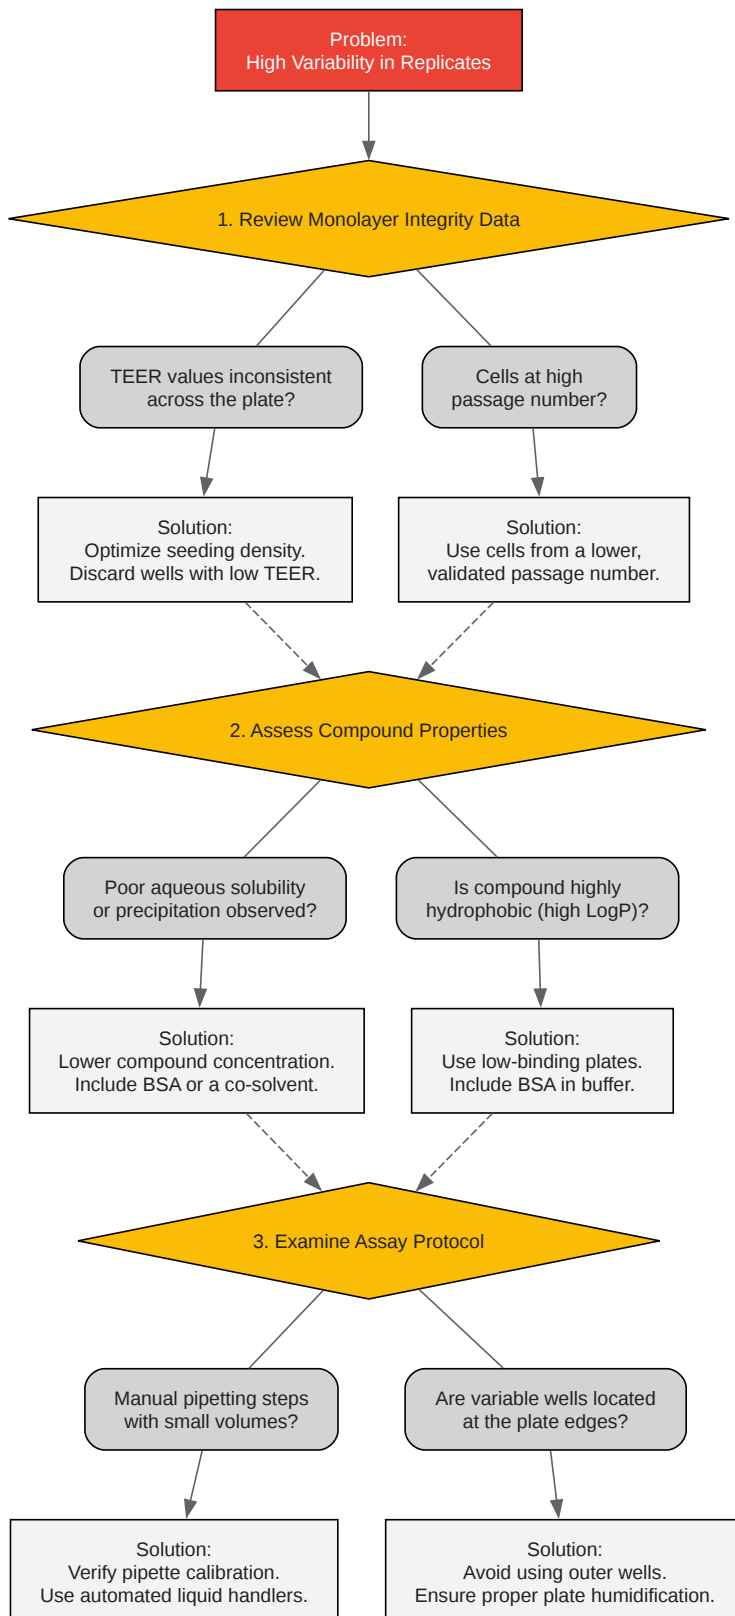 Problem:
High Variability in Replicates
1. Review Monolayer Integrity Data
TEER values inconsistent
across the plate?
Cells at high
passage number?
Solution:
Optimize seeding density.
Discard wells with low TEER.
Solution:
Use cells from a lower,
validated passage number.
2. Assess Compound Properties
Poor aqueous solubility
or precipitation observed?
Is compound highly
hydrophobic (high LogP)?
Solution:
Lower compound concentration.
Include BSA or a co-solvent.
Solution:
Use low-binding plates.
Include BSA in buffer.
3. Examine Assay Protocol
Manual pipetting steps
with small volumes?
Are variable wells located
at the plate edges?
Solution:
Verify pipette calibration.
Use automated liquid handlers.
Solution:
Avoid using outer wells.
Ensure proper plate humidification.